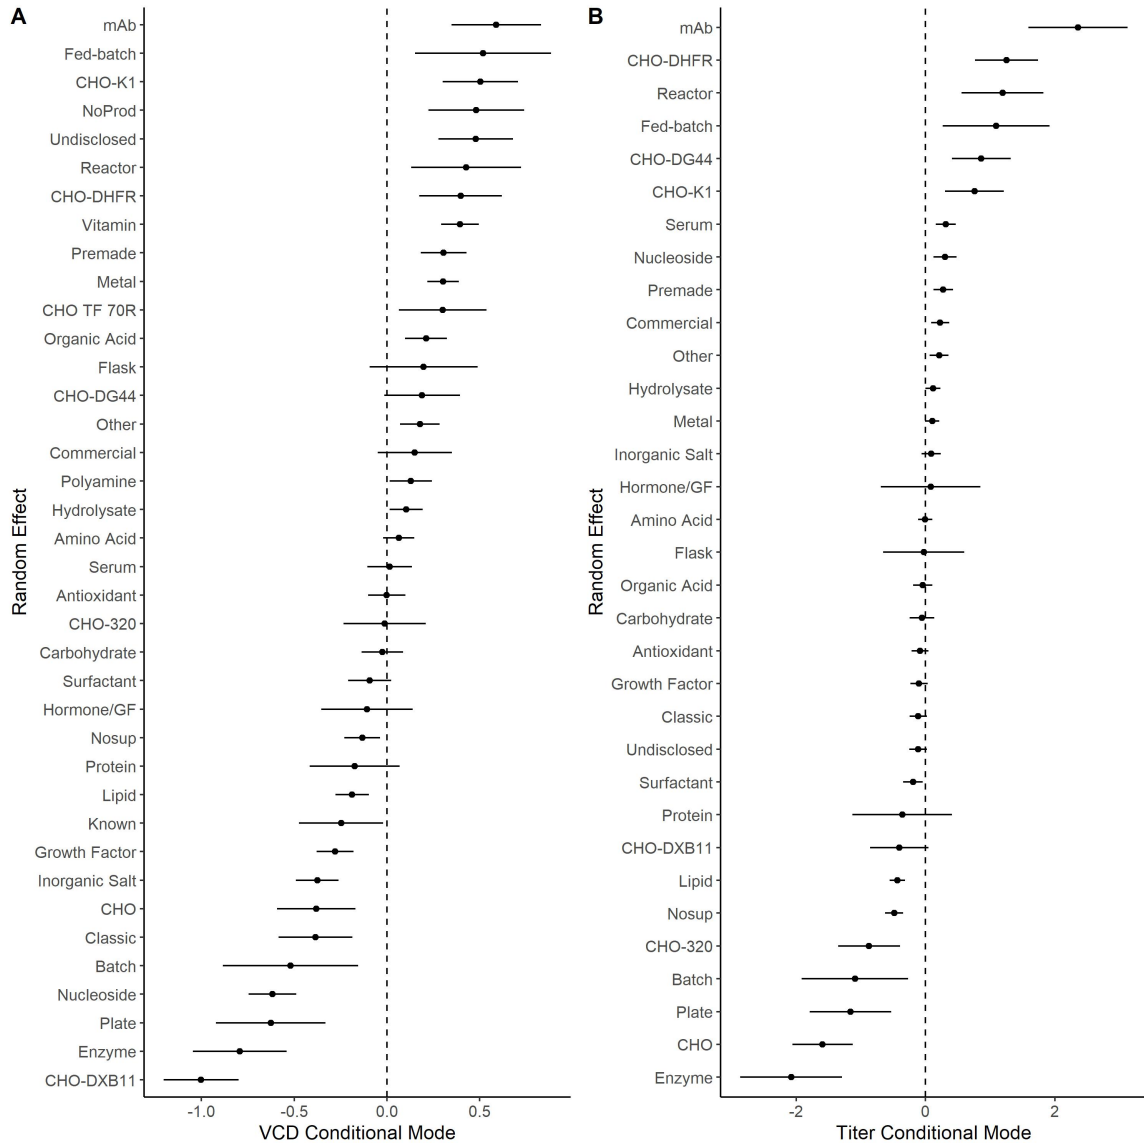 A
mAb
Fed-batch
CHO-K1
NoProd
Undisclosed
Reactor
CHO-DHFR
Vitamin
Premade
Metal
CHO TF 70R
Organic Acid
Flask
CHO-DG44
Other
Commercial
Polyamine
Hydrolysate
Amino Acid
Serum
Antioxidant
CHO-320
Carbohydrate
Surfactant
Hormone/GF
Nosup
Protein
Lipid
Known
Growth Factor
Inorganic Salt
CHO
Classic
Batch
Nucleoside
Plate
Enzyme
CHO-DXB11
Random Effect
-1.0 -0.5 0.0 0.5
VCD Conditional Mode
B
mAb
CHO-DHFR
Reactor
Fed-batch
CHO-DG44
CHO-K1
Serum
Nucleoside
Premade
Commercial
Other
Hydrolysate
Metal
Inorganic Salt
Hormone/GF
Amino Acid
Flask
Organic Acid
Carbohydrate
Antioxidant
Growth Factor
Classic
Undisclosed
Surfactant
Protein
CHO-DXB11
Lipid
Nosup
CHO-320
Batch
Plate
CHO
Enzyme
Random Effect
-2 0 2
Titer Conditional Mode